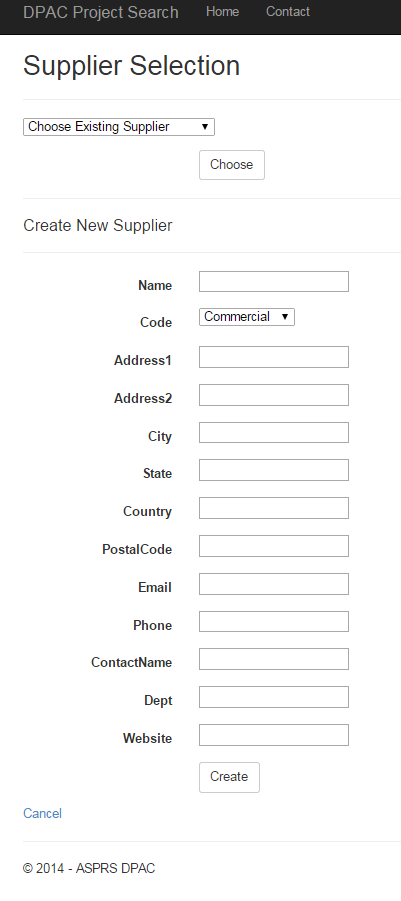 DPAC Project Search Home Contact
Supplier Selection
Choose Existing Supplier
Choose
Create New Supplier
Name
Code Commercial
Address1
Address2
City
State
Country
PostalCode
Email
Phone
ContactName
Dept
Website
Create
Cancel
© 2014 - ASPRS DPAC